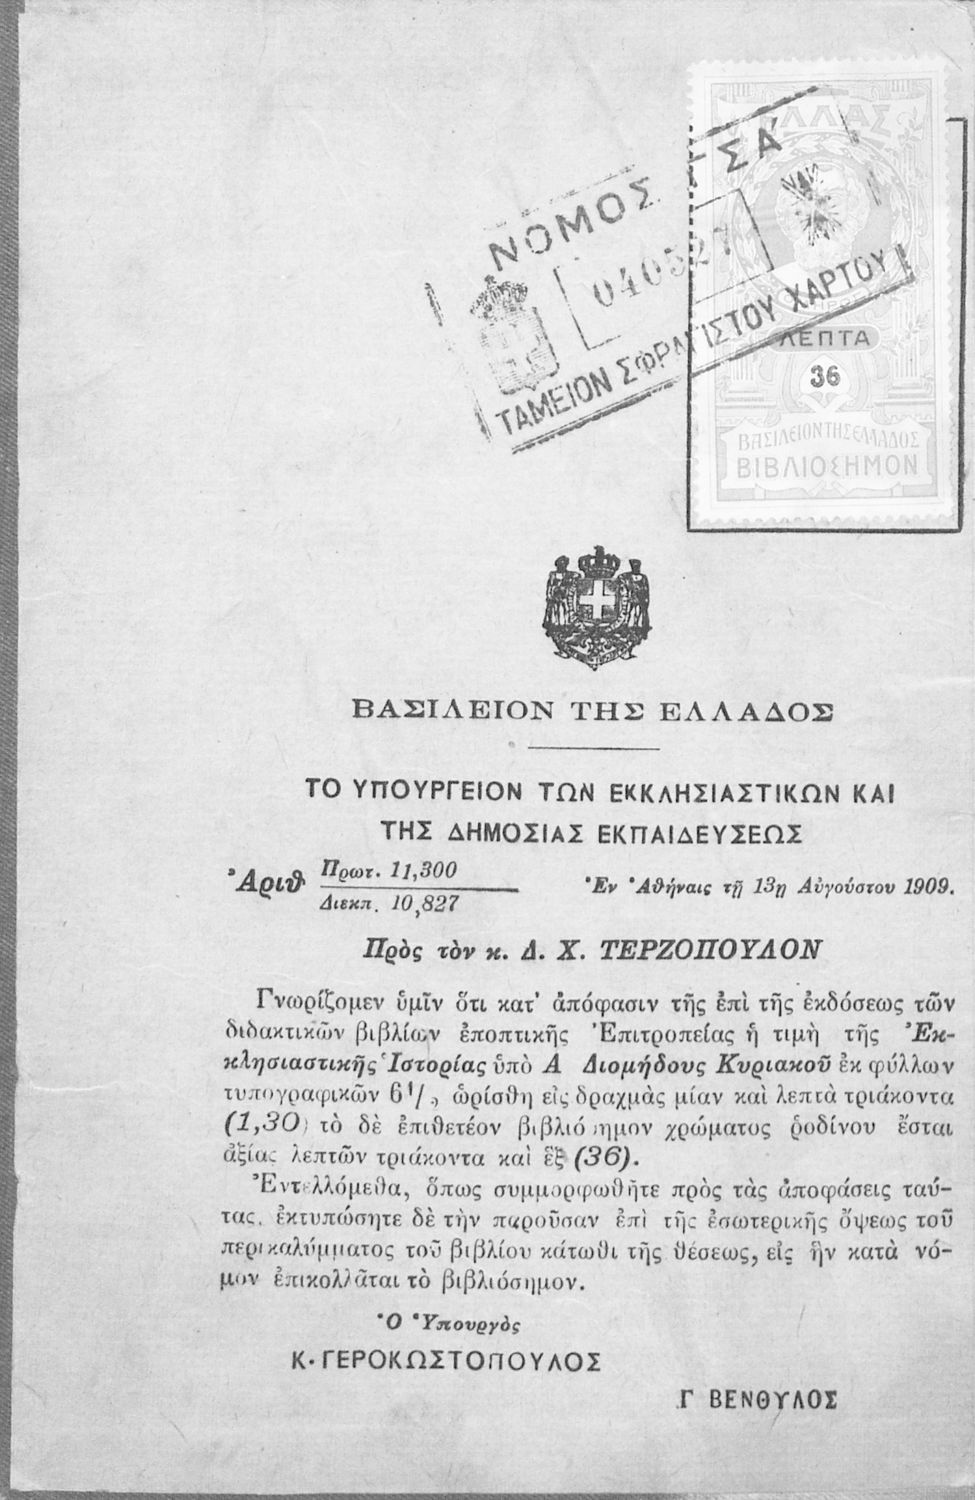 ΕΛΛΑΣ
ΝΟΜΟΣ ΓΣΑ΄
040527
ΤΑΜΕΙΟΝ ΣΦΡΑΓΙΣΤΟΥ ΧΑΡΤΟΥ
ΛΕΠΤΑ
36
ΒΑΣΙΛΕΙΟΝ ΤΗΣ ΕΛΛΑΔΟΣ
ΒΙΒΛΙΟΣΗΜΟΝ
ΒΑΣΙΛΕΙΟΝ ΤΗΣ ΕΛΛΑΔΟΣ
ΤΟ ΥΠΟΥΡΓΕΙΟΝ ΤΩΝ ΕΚΚΛΗΣΙΑΣΤΙΚΩΝ ΚΑΙ
ΤΗΣ ΔΗΜΟΣΙΑΣ ΕΚΠΑΙΔΕΥΣΕΩΣ
Ἀριθ Πρωτ. 11,300
Διεκπ. 10,827
Ἐν Ἀθήναις τῇ 13ῃ Αὐγούστου 1909.
Πρὸς τὸν κ. Δ. Χ. ΤΕΡΖΟΠΟΥΛΟΝ
Γνωρίζομεν ὑμῖν ὅτι κατ' ἀπόφασιν τῆς ἐπὶ τῆς ἐκδόσεως τῶν
διδακτικῶν βιβλίων ἐποπτικῆς Ἐπιτροπείας ἡ τιμὴ τῆς Ἐκ-
κλησιαστικῆς Ἱστορίας ὑπὸ Α Διομήδους Κυριακοῦ ἐκ φύλλων
τυπογραφικῶν 6 1/2 ὡρίσθη εἰς δραχμὰς μίαν καὶ λεπτὰ τριάκοντα
(1,30) τὸ δὲ ἐπιθετέον βιβλιόσημον χρώματος ῥοδίνου ἔσται
ἀξίας λεπτῶν τριάκοντα καὶ ἓξ (36).
Ἐντελλόμεθα, ὅπως συμμορφωθῆτε πρὸς τὰς ἀποφάσεις ταύ-
τας, ἐκτυπώσητε δὲ τὴν παροῦσαν ἐπὶ τῆς ἐσωτερικῆς ὄψεως τοῦ
περικαλύμματος τοῦ βιβλίου κάτωθι τῆς θέσεως, εἰς ἣν κατὰ νό-
μον ἐπικολλᾶται τὸ βιβλιόσημον.
Ὁ Ὑπουργὸς
Κ. ΓΕΡΟΚΩΣΤΟΠΟΥΛΟΣ
Γ ΒΕΝΘΥΛΟΣ